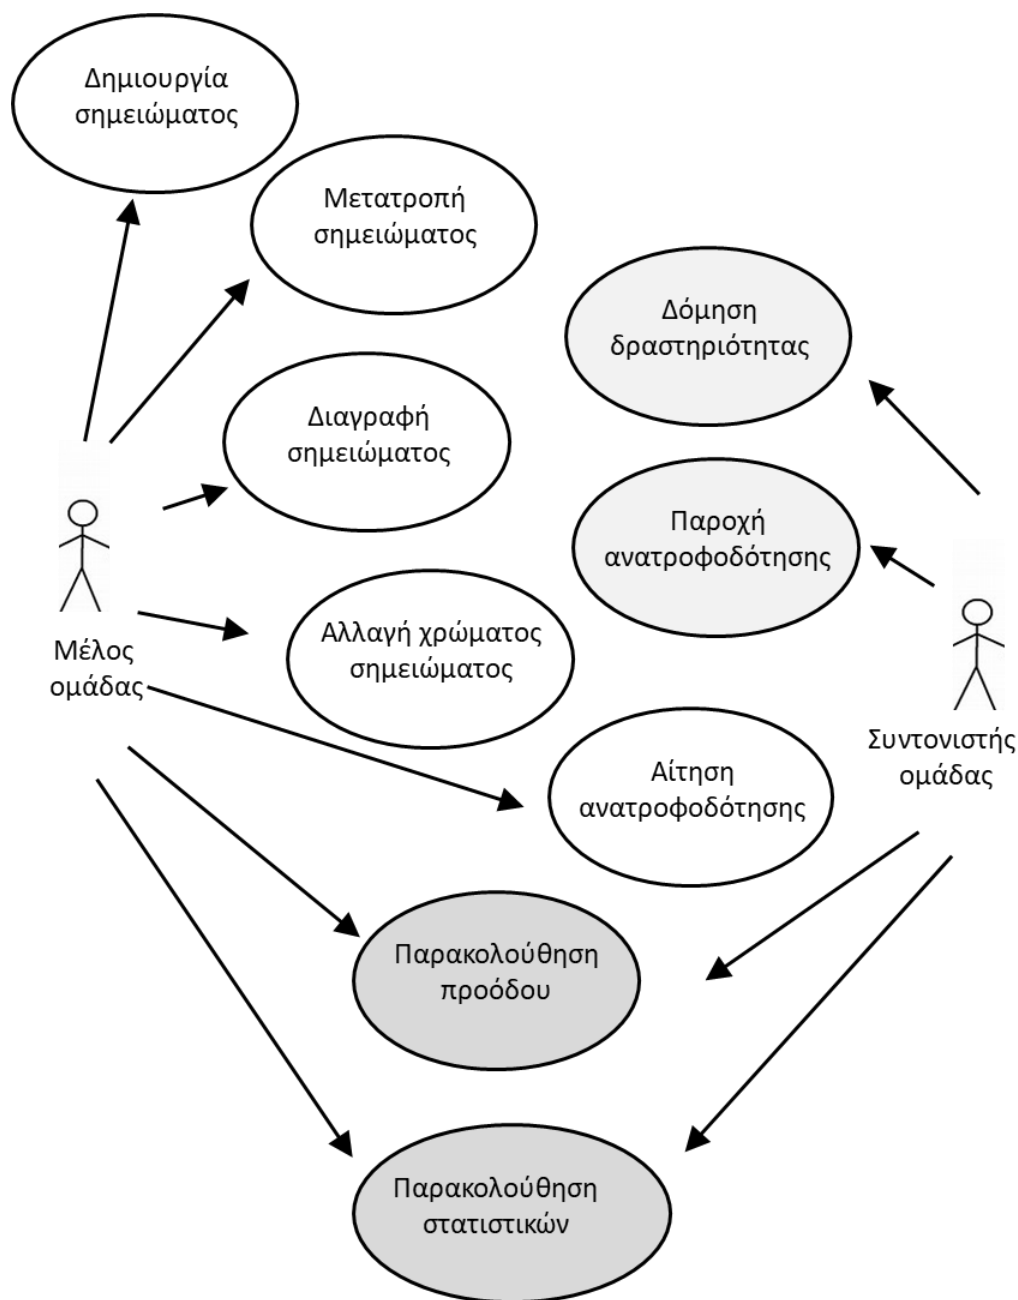 Δημιουργία
σημειώματος
Μετατροπή
σημειώματος
Δόμηση
δραστηριότητας
Διαγραφή
σημειώματος
Παροχή
ανατροφοδότησης
Αλλαγή χρώματος
σημειώματος
Μέλος
ομάδας
Συντονιστής
ομάδας
Αίτηση
ανατροφοδότησης
Παρακολούθηση
προόδου
Παρακολούθηση
στατιστικών